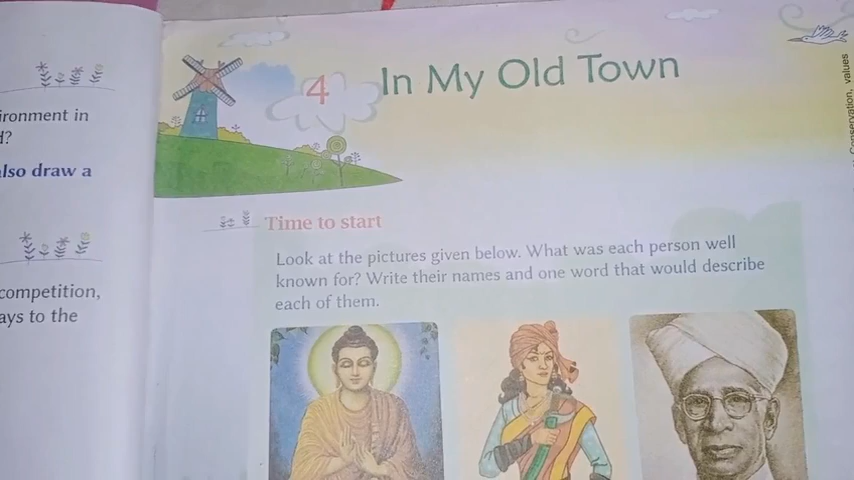 ironment in
d?
also draw a
competition,
ays to the
4
In My Old Town
Conservation, values
Time to start
Look at the pictures given below. What was each person well
known for? Write their names and one word that would describe
each of them.